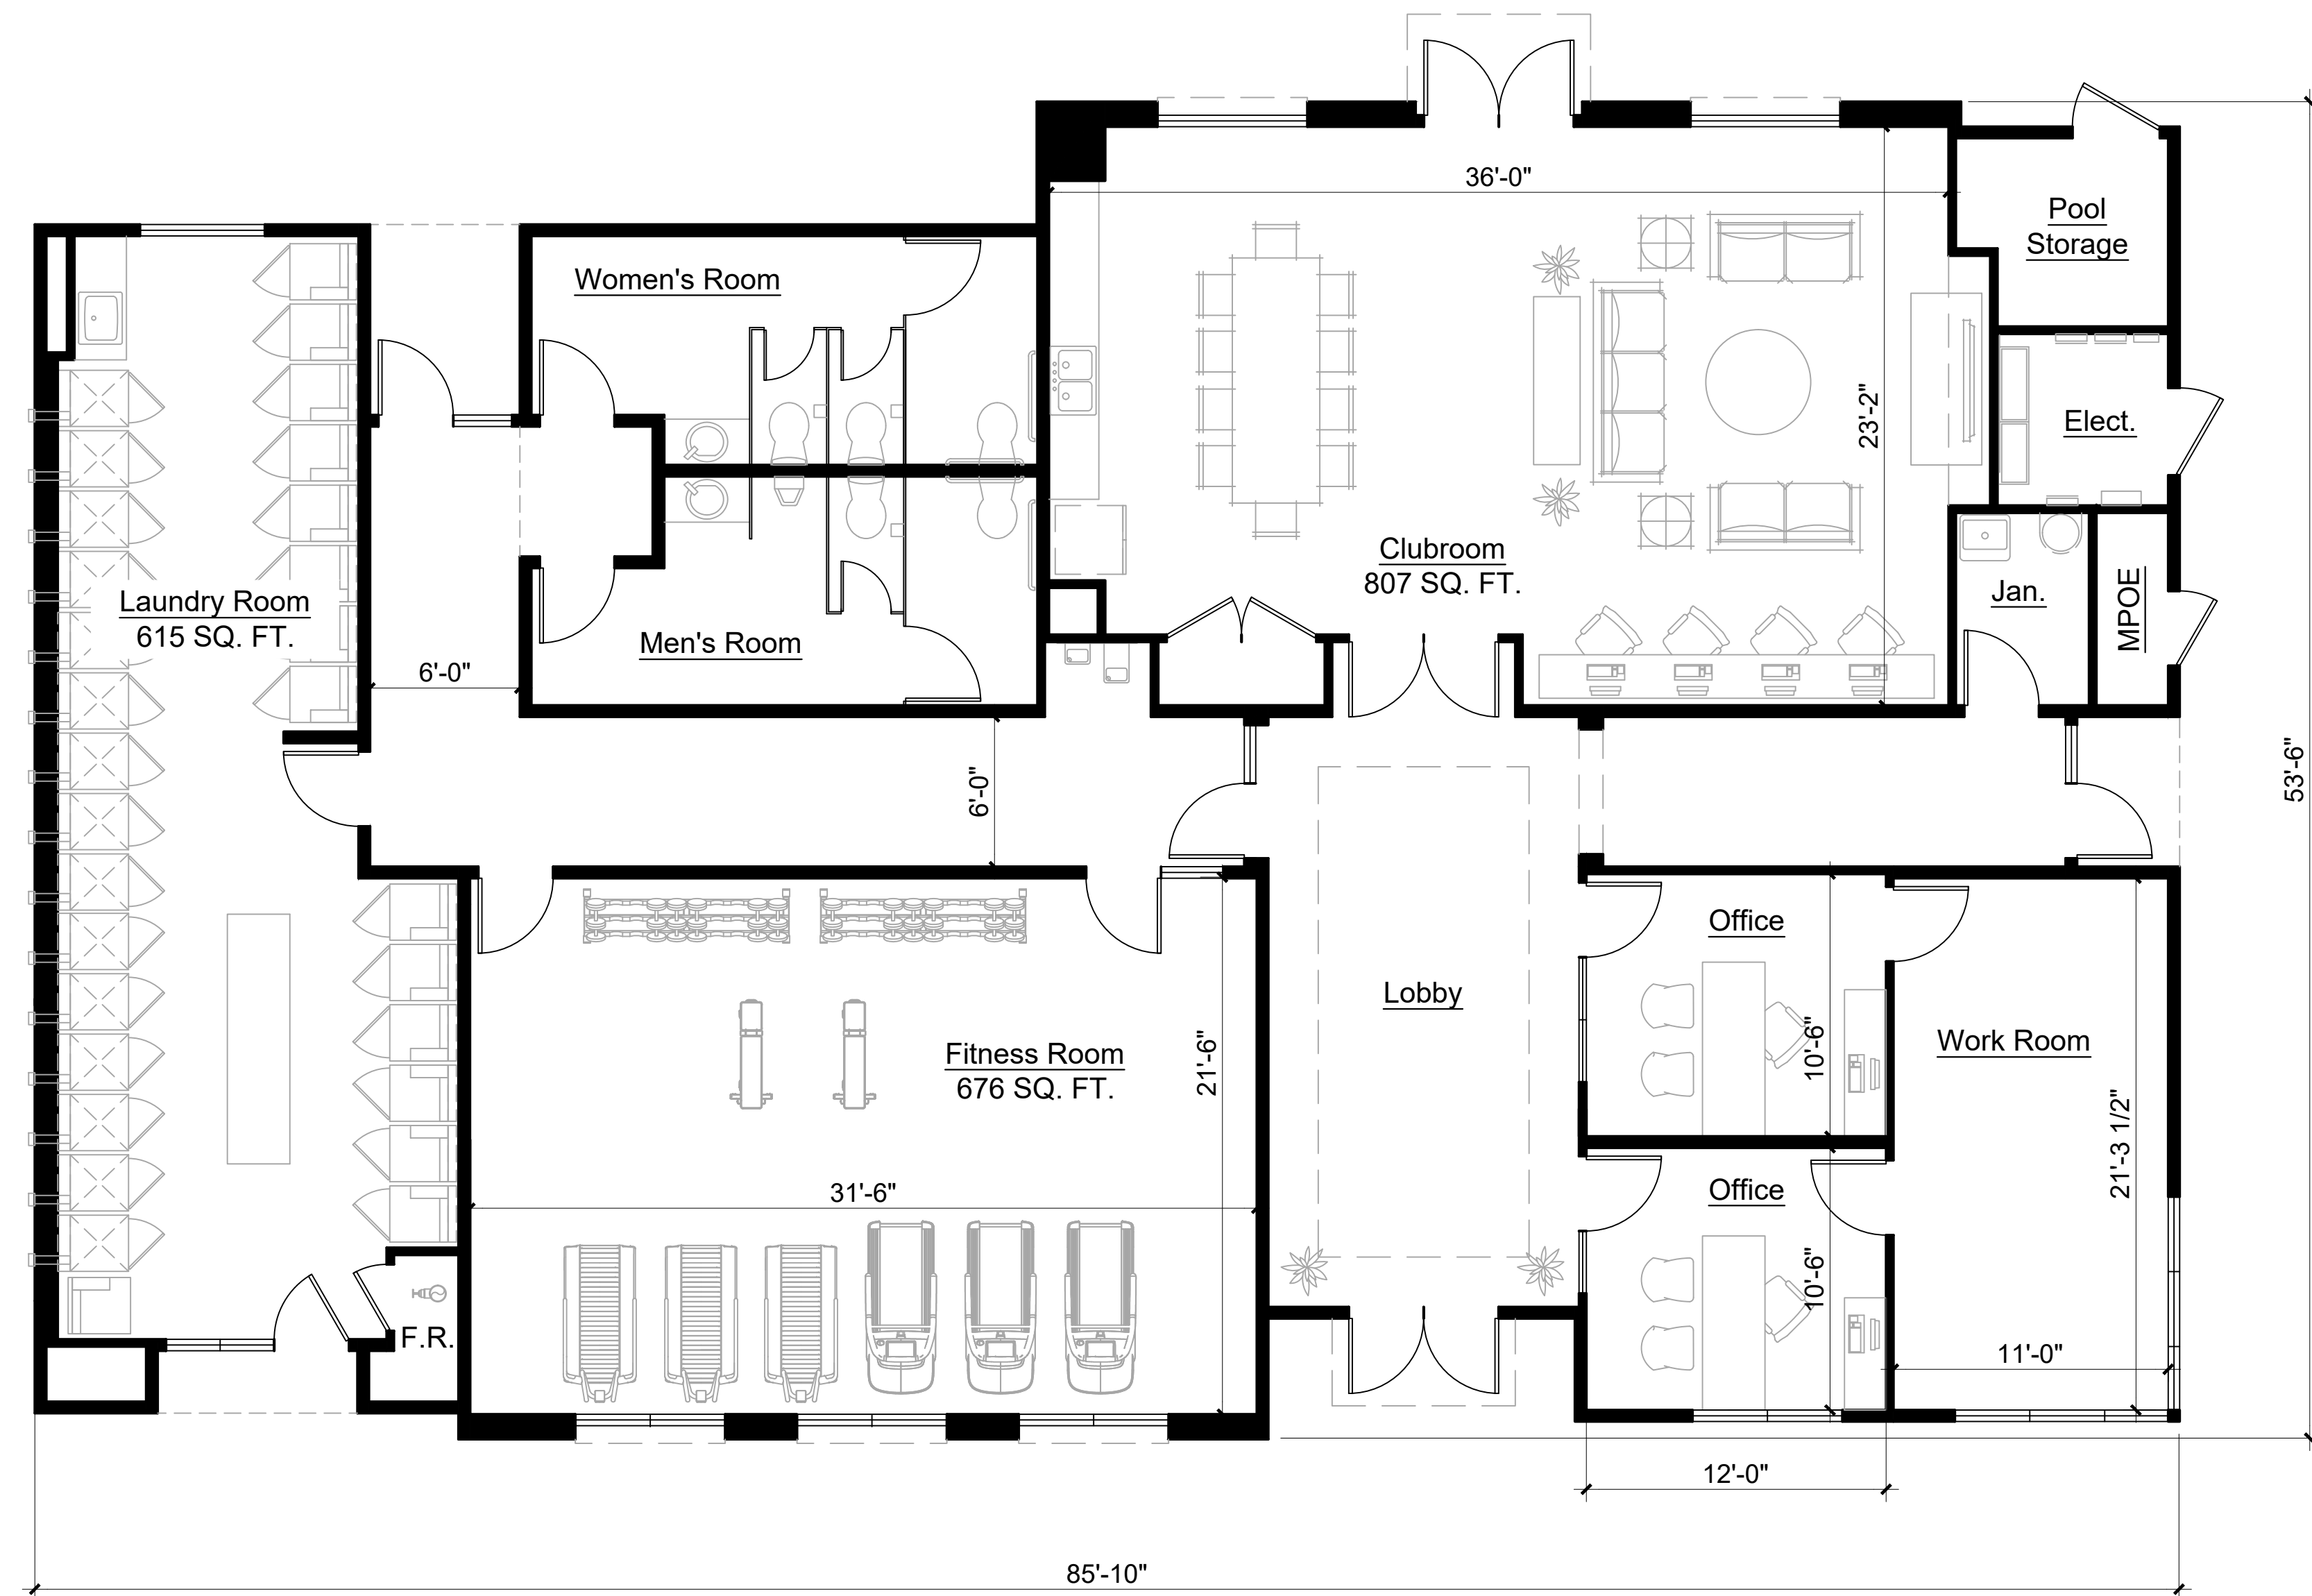 36'-0"
Pool
Storage
Women's Room
23'-2"
Elect.
Clubroom
807 SQ. FT.
Jan.
MPOE
Laundry Room
615 SQ. FT.
Men's Room
6'-0"
6'-0"
53'-6"
Office
Lobby
Work Room
10'-6"
Fitness Room
676 SQ. FT.
21'-6"
21'-3 1/2"
31'-6"
Office
10'-6"
F.R.
11'-0"
12'-0"
85'-10"